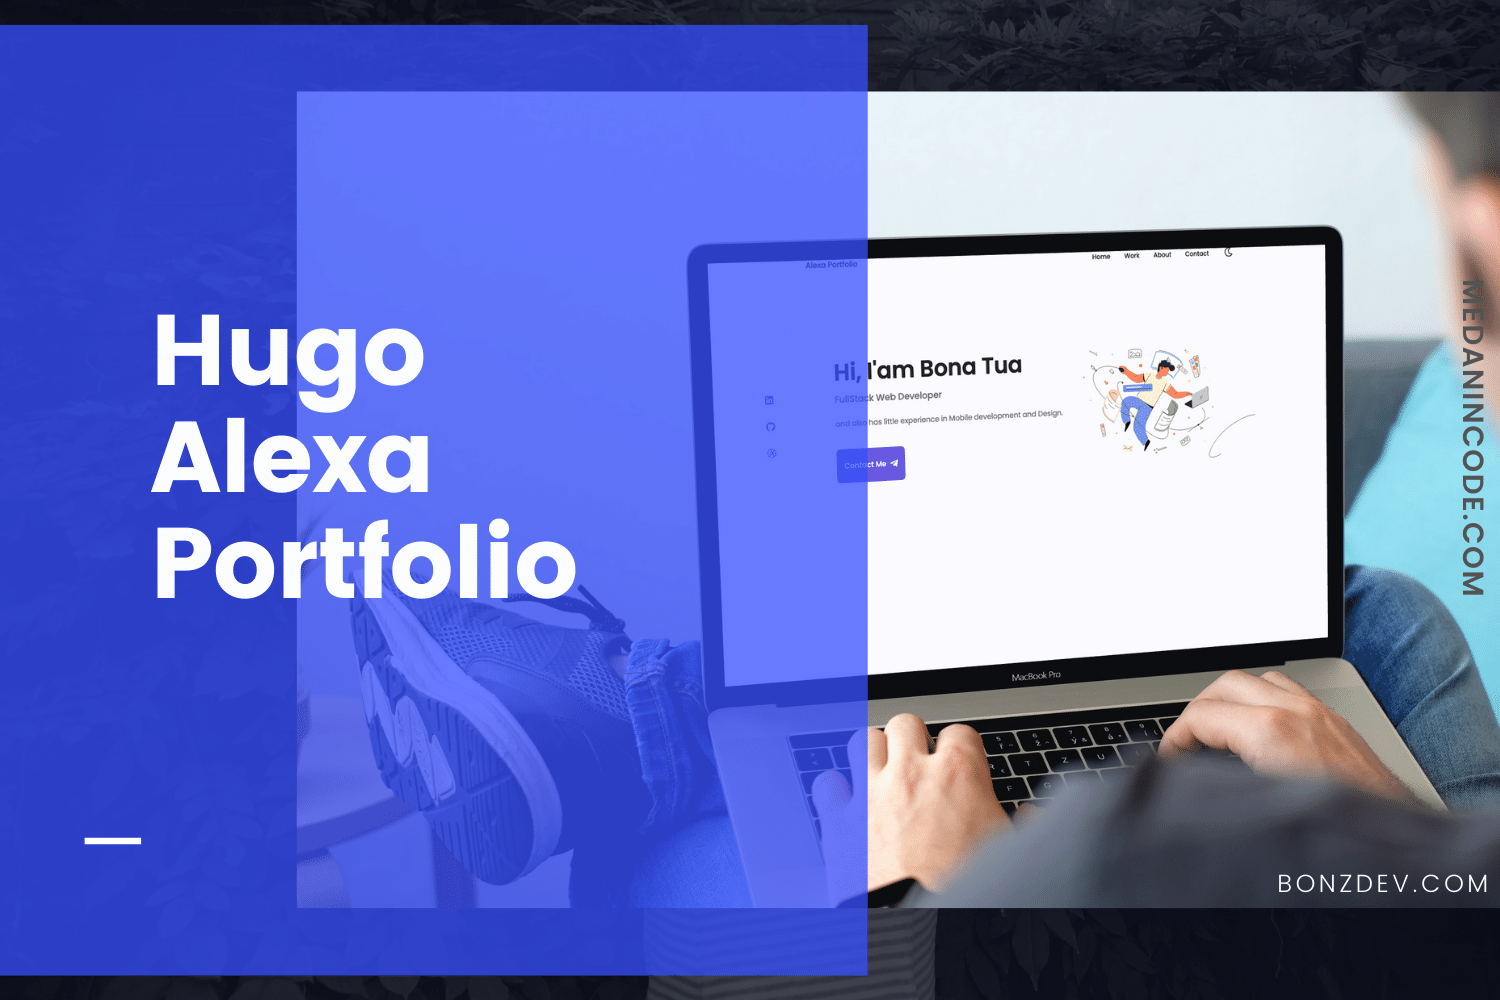 Hugo
Alexa
Portfolio
Alexa Portfolio
Home Work About Contact
Hi, I'am Bona Tua
FullStack Web Developer
and also has little experience in Mobile development and Design.
Contact Me
MacBook Pro
T Z U
F G
MEDANINCODE.COM
BONZDEV.COM